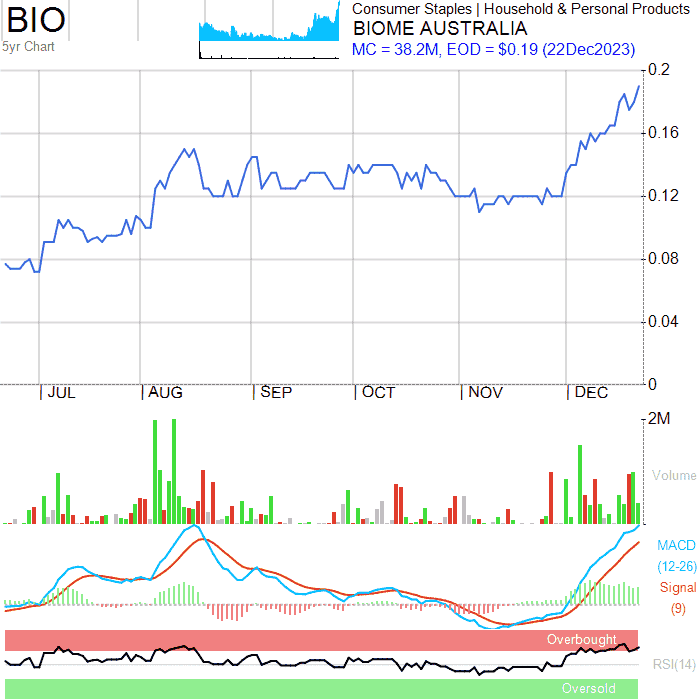 BIO
5yr Chart
Consumer Staples | Household & Personal Products
BIOME AUSTRALIA
MC = 38.2M, EOD = $0.19 (22Dec2023)
0.2
0.16
0.12
0.08
0.04
0
JUL AUG SEP OCT NOV DEC
2M
Volume
MACD
(12-26)
Signal
(9)
Overbought
RSI(14)
Oversold